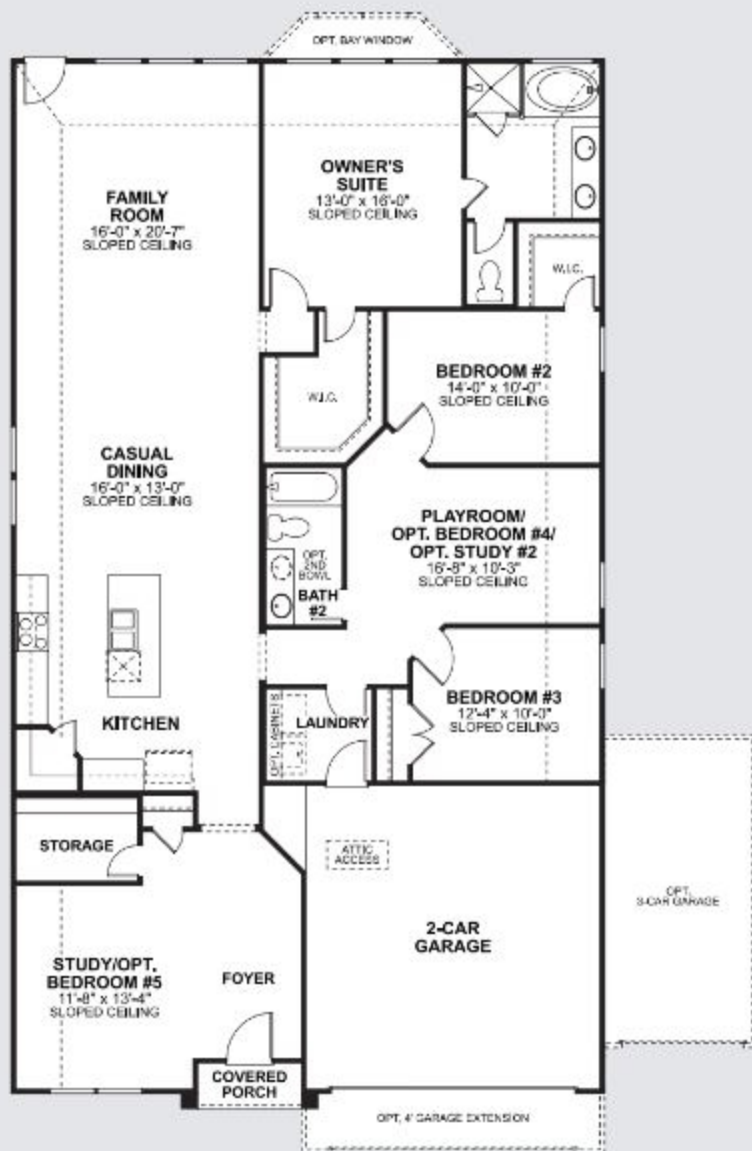 OPT. BAY WINDOW
OWNER'S
SUITE
13'-0" x 16'-0"
SLOPED CEILING
FAMILY
ROOM
16'-0" x 20'-7"
SLOPED CEILING
W.I.C.
BEDROOM #2
14'-0" x 10'-0"
SLOPED CEILING
W.I.C.
CASUAL
DINING
16'-0" x 13'-0"
SLOPED CEILING
PLAYROOM/
OPT. BEDROOM #4/
OPT. STUDY #2
16'-8" x 10'-3"
SLOPED CEILING
OPT.
2ND
BOWL
BATH
#2
BEDROOM #3
12'-4" x 10'-0"
SLOPED CEILING
KITCHEN
OPT. CABINETS
LAUNDRY
STORAGE
ATTIC
ACCESS
OPT.
3-CAR GARAGE
2-CAR
GARAGE
STUDY/OPT.
BEDROOM #5
11'-8" x 13'-4"
SLOPED CEILING
FOYER
COVERED
PORCH
OPT. 4' GARAGE EXTENSION